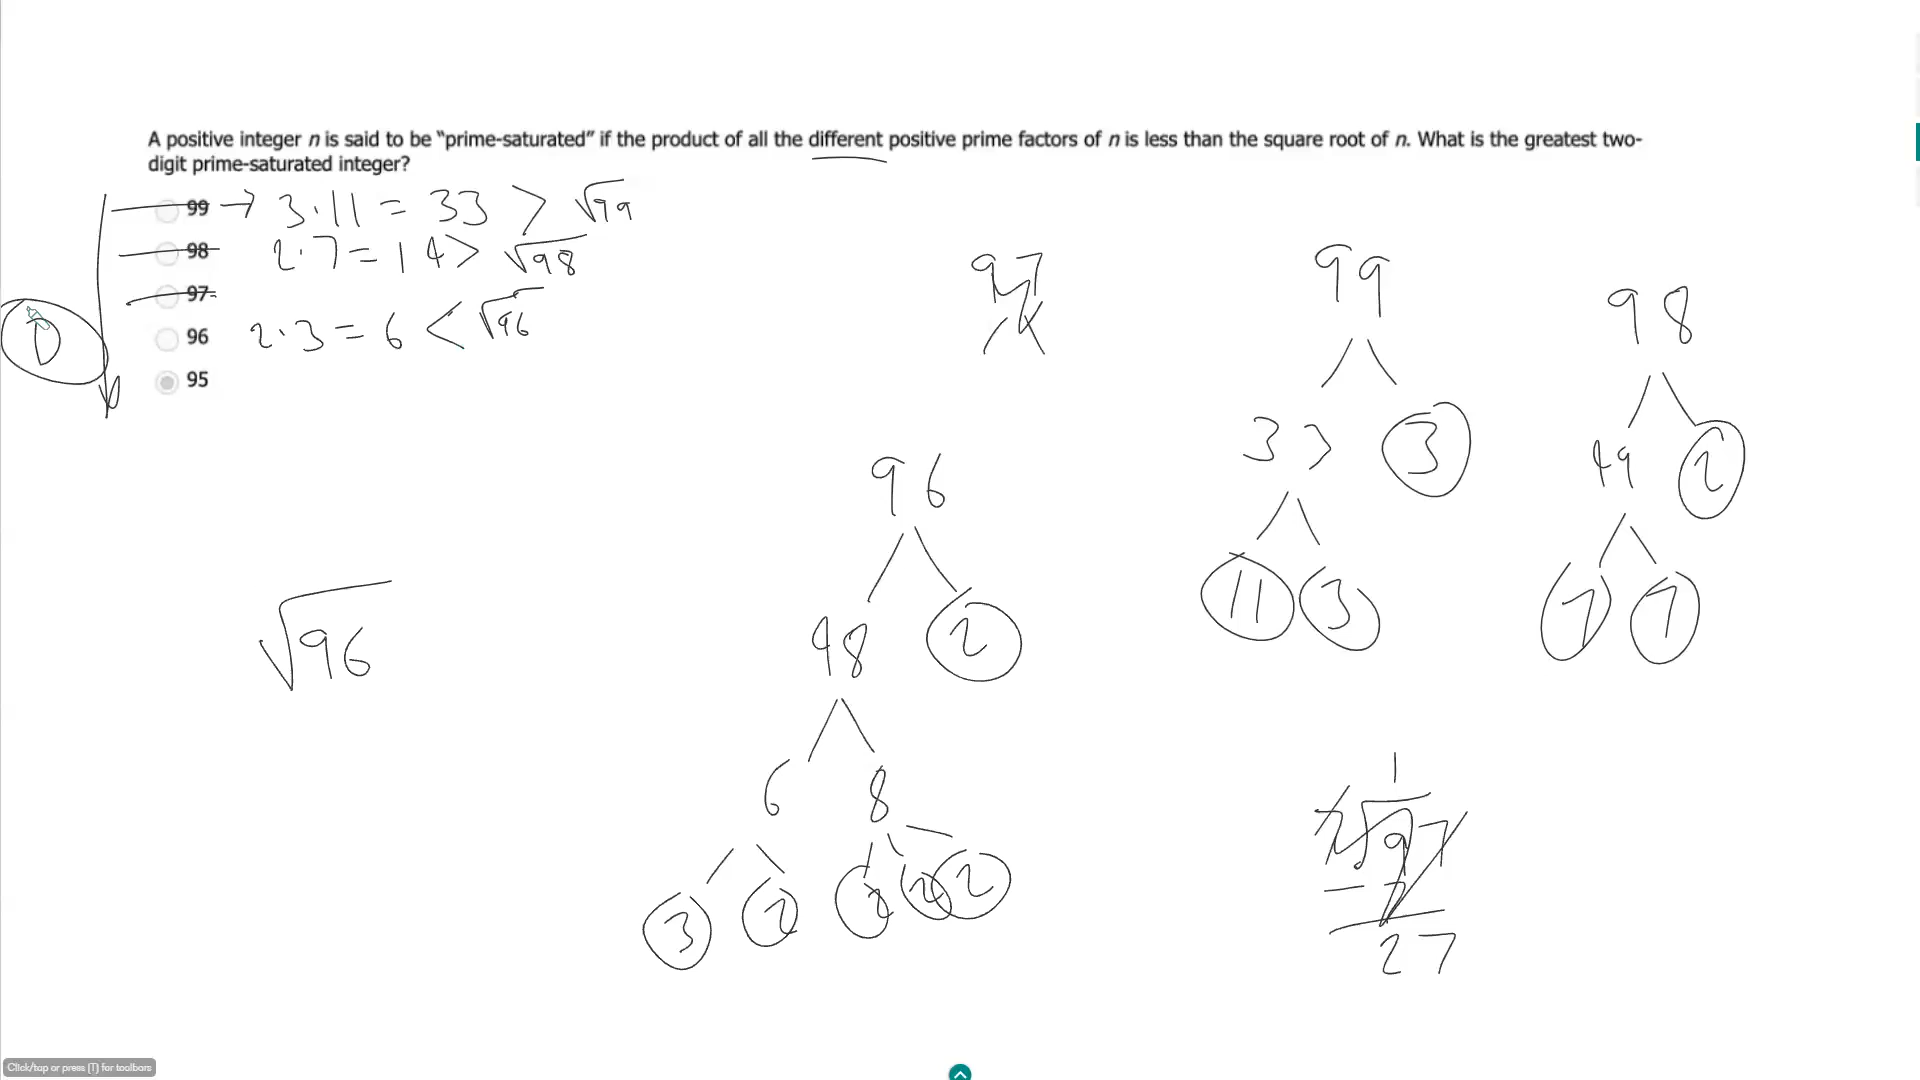 A positive integer n is said to be "prime-saturated" if the product of all the different positive prime factors of n is less than the square root of n. What is the greatest two-
digit prime-saturated integer?
99 → 3·11 = 33 > √99
98 2·7 = 14 > √98
97
96 2·3 = 6 < √96
D
95
97
99
98
33 3
49 2
96
11 3
7 7
√96
48 2
6 8
1
7 97
- 7
27
3 2 2 2 2
Click/tap or press [T] for toolbars